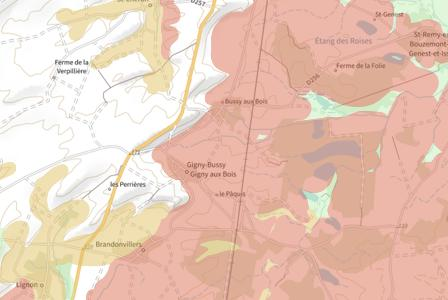 D257
St-Genest
Étang des Roises
St-Remy-e
Bouzemont-
Genest-et-Is
Ferme de la
Verpillière
Ferme de la Folie
D256
Bussy aux Bois
Gigny-Bussy
Gigny aux Bois
les Perrières
le Pâquis
Brandonvillers
Lignon